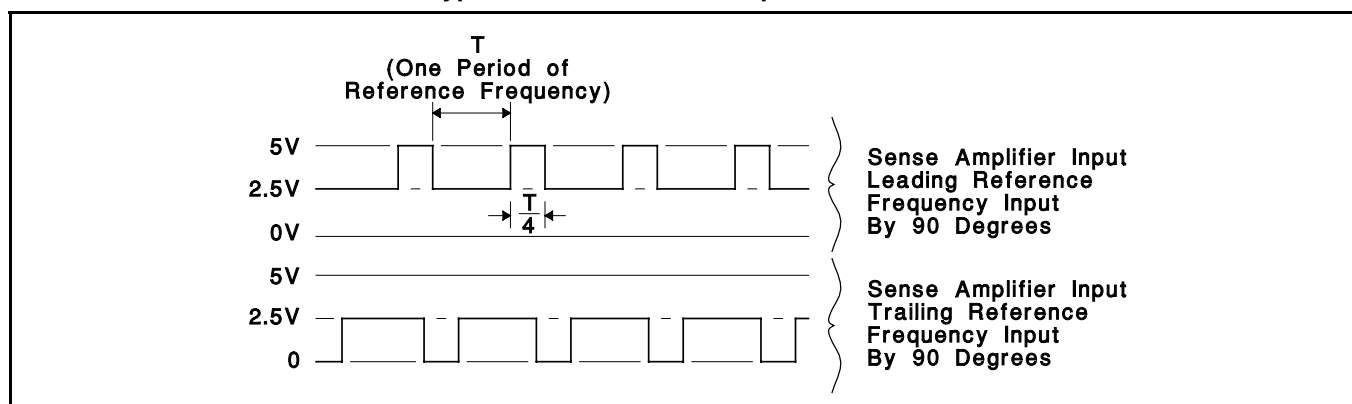 T
(One Period of
Reference Frequency)
5V
2.5V
0V
T
4
Sense Amplifier Input
Leading Reference
Frequency Input
By 90 Degrees
5V
2.5V
0
Sense Amplifier Input
Trailing Reference
Frequency Input
By 90 Degrees